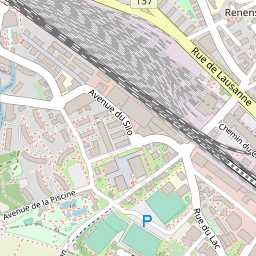 137
Renens
Rue de Lausanne
Avenue du Silo
Chemin du
Avenue de la Piscine
P
Rue du Lac